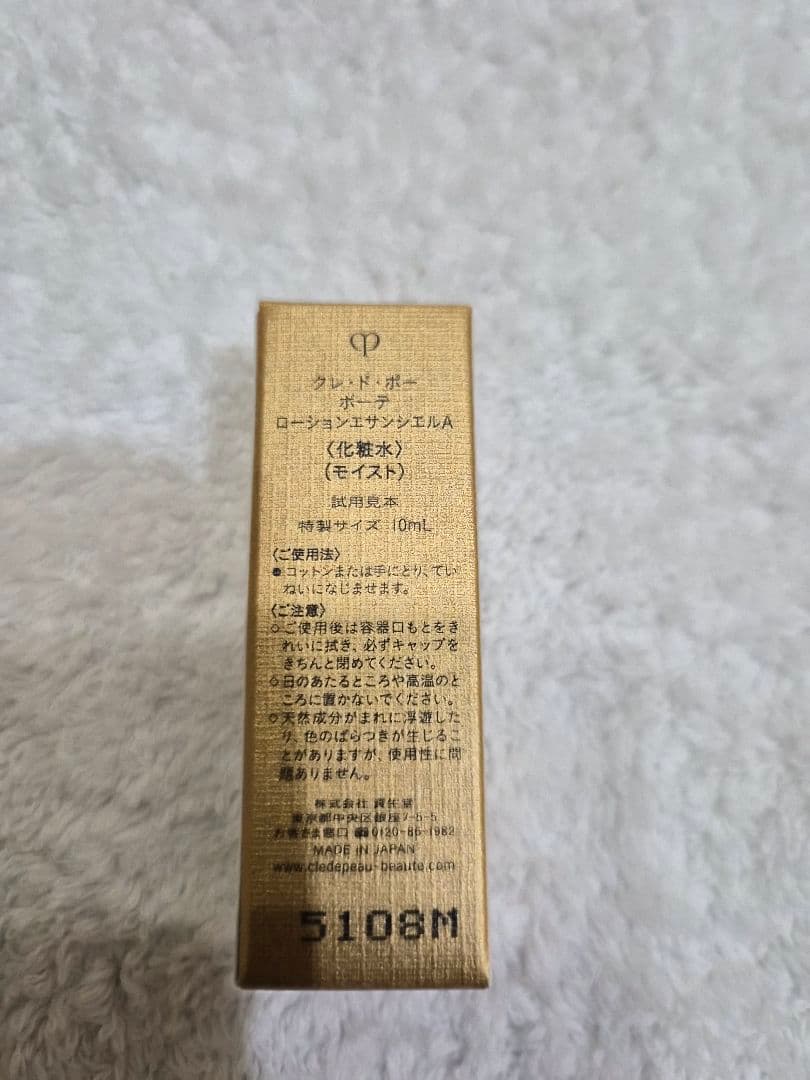 クレ・ド・ポー
ボーテ
ローションエサンシエルA
〈化粧水〉
(モイスト)
試用見本
特製サイズ 10mL
〈ご使用法〉
●コットンまたは手にとり、てい
ねいになじませます。
〈ご注意〉
○ご使用後は容器口もとをき
れいに拭き、必ずキャップを
きちんと閉めてください。
○日のあたるところや高温のと
ころに置かないでください。
○天然成分がまれに浮遊した
り、色のばらつきが生じるこ
とがありますが、使用性に問
題ありません。
株式会社 資生堂
東京都中央区銀座7-5-5
お客さま窓口 ☎0120-86-1982
MADE IN JAPAN
www.cledepeau-beaute.com
5108M